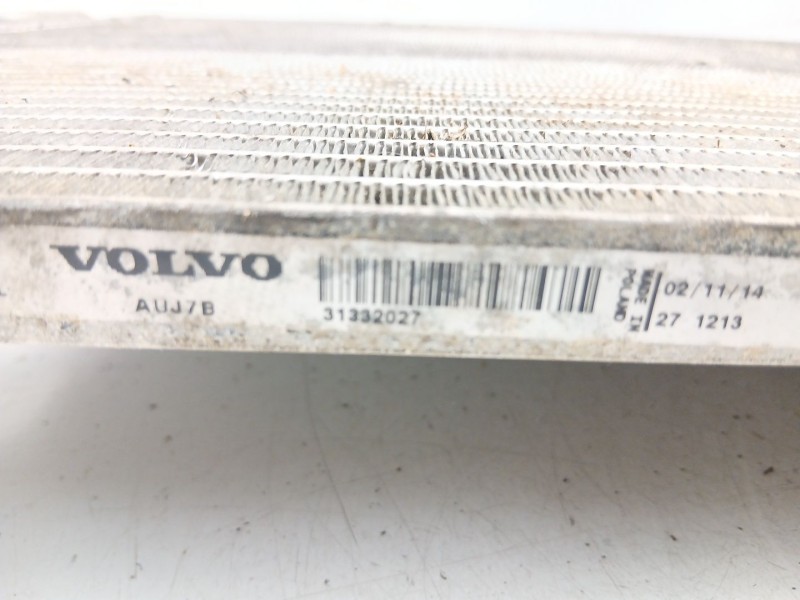 VOLVO
AUJ7B
31332027
MADE IN
POLAND
02/11/14
27 1213